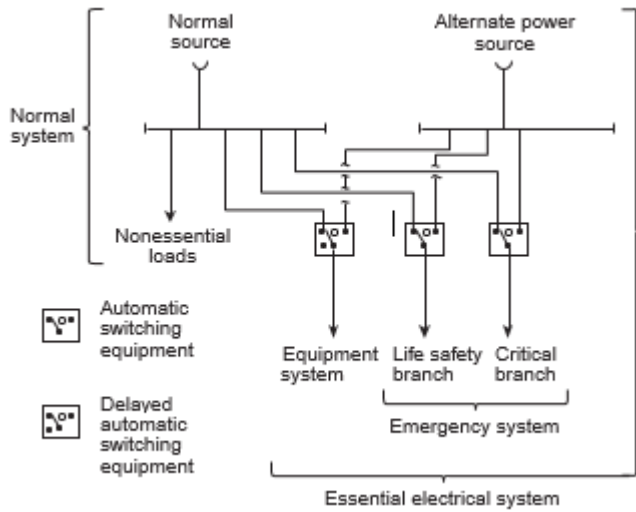 Normal
source
Alternate power
source
Normal
system
Nonessential
loads
Automatic
switching
equipment
Equipment
system
Life safety
branch
Critical
branch
Delayed
automatic
switching
equipment
Emergency system
Essential electrical system